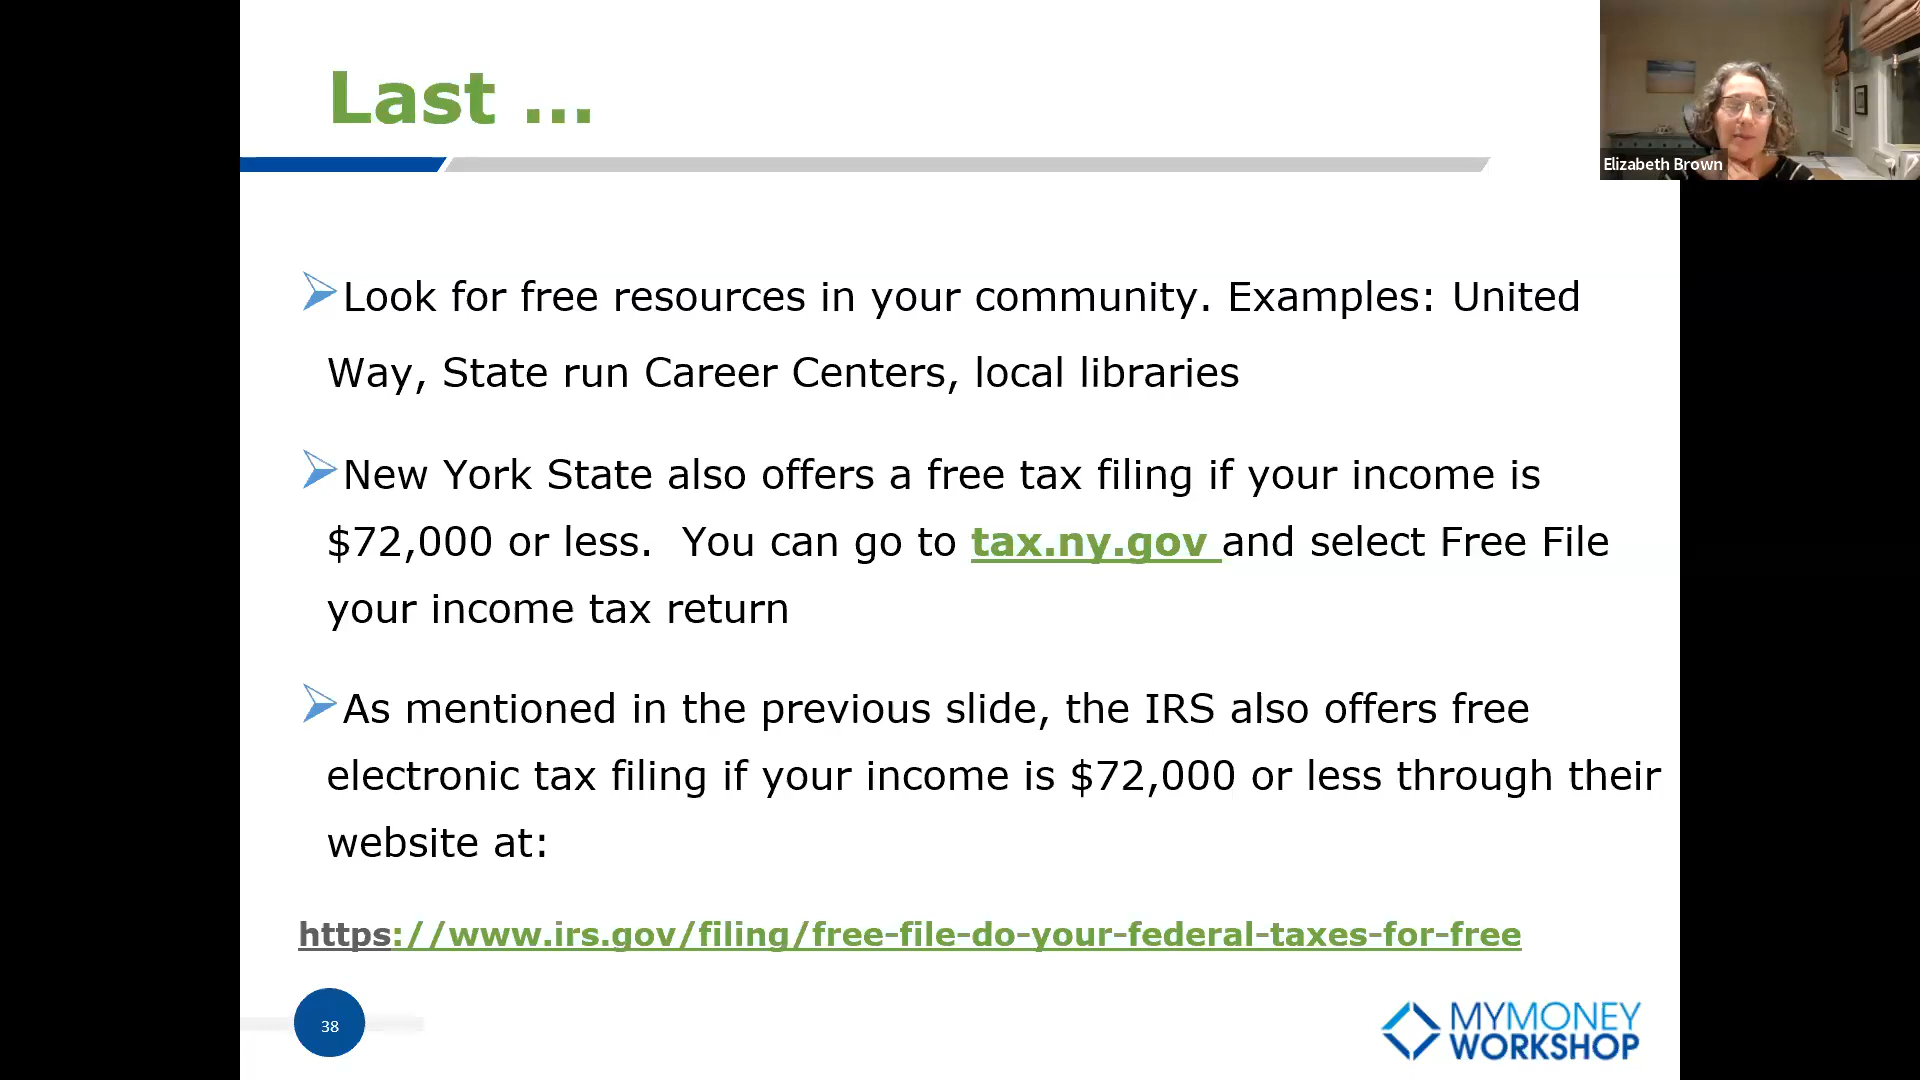 Last ...
Elizabeth Brown
Look for free resources in your community. Examples: United
Way, State run Career Centers, local libraries
New York State also offers a free tax filing if your income is
$72,000 or less.  You can go to tax.ny.gov and select Free File
your income tax return
As mentioned in the previous slide, the IRS also offers free
electronic tax filing if your income is $72,000 or less through their
website at:
https://www.irs.gov/filing/free-file-do-your-federal-taxes-for-free
38
MYMONEY
WORKSHOP